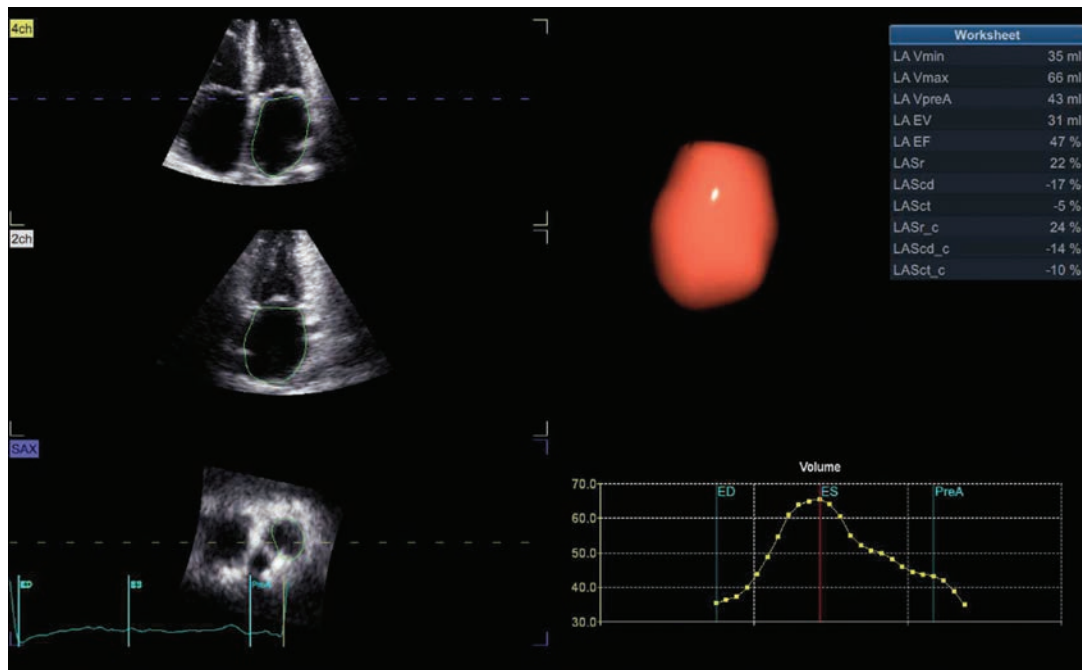 4ch
2ch
SAX
ED
ES
PreA
Worksheet
LA Vmin 35 ml
LA Vmax 66 ml
LA VpreA 43 ml
LA EV 31 ml
LA EF 47 %
LASr 22 %
LAScd -17 %
LASct -5 %
LASr_c 24 %
LAScd_c -14 %
LASct_c -10 %
Volume
70.0
60.0
50.0
40.0
30.0
ED
ES
PreA